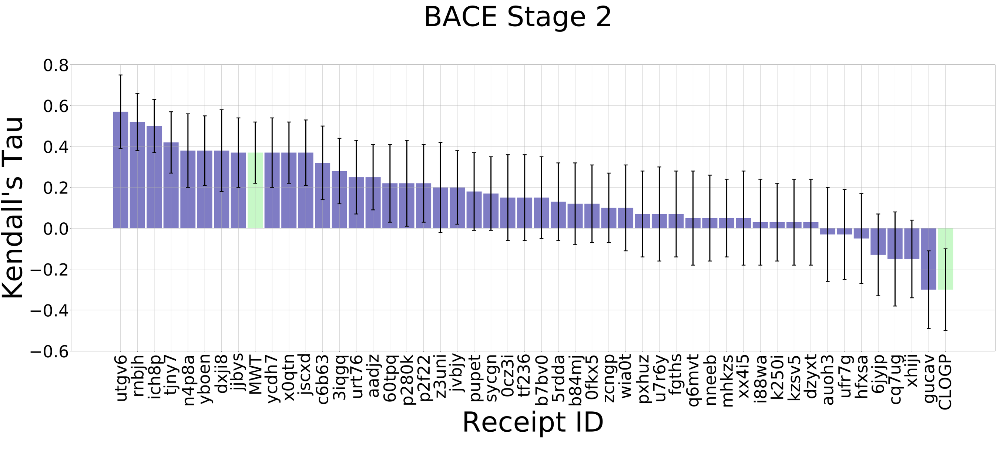 BACE Stage 2
Kendall's Tau
0.8
0.6
0.4
0.2
0.0
−0.2
−0.4
−0.6
utgv6
rnbjh
ich8p
tjny7
n4p8a
yboen
dxji8
jjbys
MWT
ycdh7
x0qtn
jscxd
c6b63
3iqgq
urt76
aadjz
60tpq
p280k
p2f22
z3uni
jvbjy
pupet
sycgn
0cz3i
tf236
b7bv0
5rdda
b84mj
0fkx5
zcngp
wia0t
pxhuz
u7r6y
fgths
q6mvt
nneeb
mhkzs
xx4i5
i88wa
k250i
kzsv5
dzyxt
auoh3
ufr7g
hfxsa
6jyjp
cq7ug
xhiji
gucav
CLOGP
Receipt ID